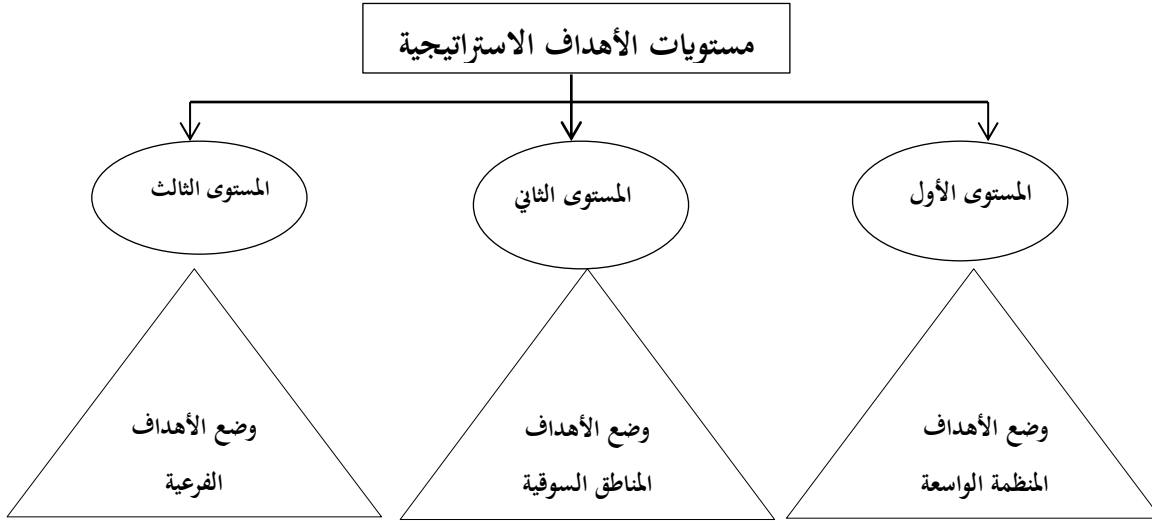 مستويات الأهداف الاستراتيجية
المستوى الأول
المستوى الثاني
المستوى الثالث
وضع الأهداف
المنظمة الواسعة
وضع الأهداف
المناطق السوقية
وضع الأهداف
الفرعية